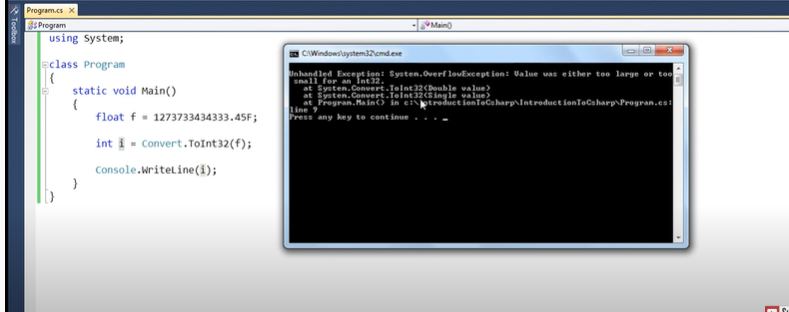 Program.cs
Toolbox
Program
Main()
using System;
class Program
{
static void Main()
{
float f = 1273733434333.45F;
int i = Convert.ToInt32(f);
Console.WriteLine(i);
}
}
C:\Windows\system32\cmd.exe
Unhandled Exception: System.OverflowException: Value was either too large or too
small for an Int32.
at System.Convert.ToInt32(Double value)
at System.Convert.ToInt32(Single value)
at Program.Main() in c:\IntroductionToCsharp\IntroductionToCsharp\Program.cs:
line 9
Press any key to continue . . . _